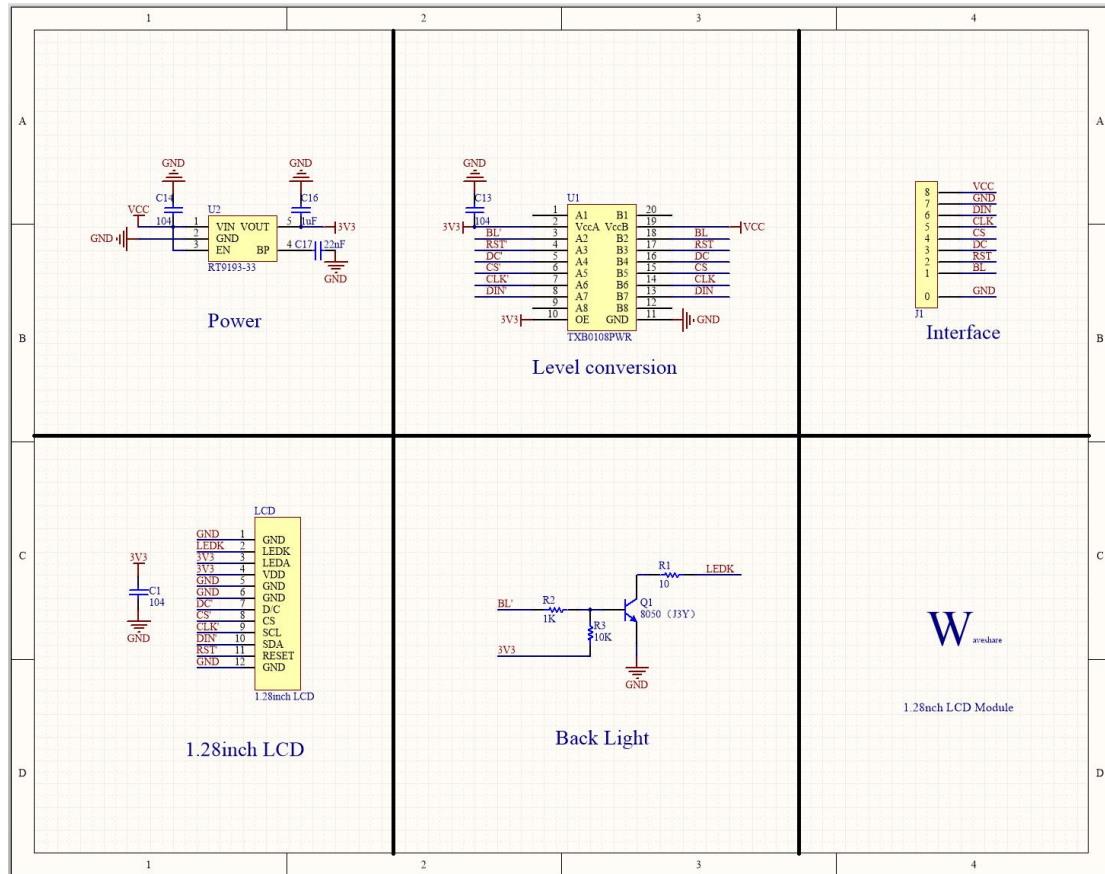 1 2 3 4
A A
B B
C C
D D
1 2 3 4
GND GND
C14 C16
VCC 104 U2 1uF
1 VIN VOUT 5 3V3
GND 2 GND
3 EN BP 4 C17 22nF
RT9193-33 GND
Power
GND
C13 U1
104
1 A1 B1 20
3V3 2 VccA VccB 19 VCC
BL' 3 A2 B2 18 BL
RST' 4 A3 B3 17 RST
DC' 5 A4 B4 16 DC
CS' 6 A5 B5 15 CS
CLK' 7 A6 B6 14 CLK
DIN' 8 A7 B7 13 DIN
9 A8 B8 12
3V3 10 OE GND 11 GND
TXB0108PWR
Level conversion
8 VCC
7 GND
6 DIN
5 CLK
4 CS
3 DC
2 RST
1 BL
0 GND
J1
Interface
3V3
C1
104
GND
LCD
GND 1 GND
LEDK 2 LEDK
3V3 3 LEDA
3V3 4 VDD
GND 5 GND
GND 6 GND
DC' 7 D/C
CS' 8 CS
CLK' 9 SCL
DIN' 10 SDA
RST' 11 RESET
GND 12 GND
1.28inch LCD
1.28inch LCD
R1 LEDK
10
BL' R2 Q1
1K 8050（J3Y）
R3
10K
3V3
GND
Back Light
Waveshare
1.28nch LCD Module